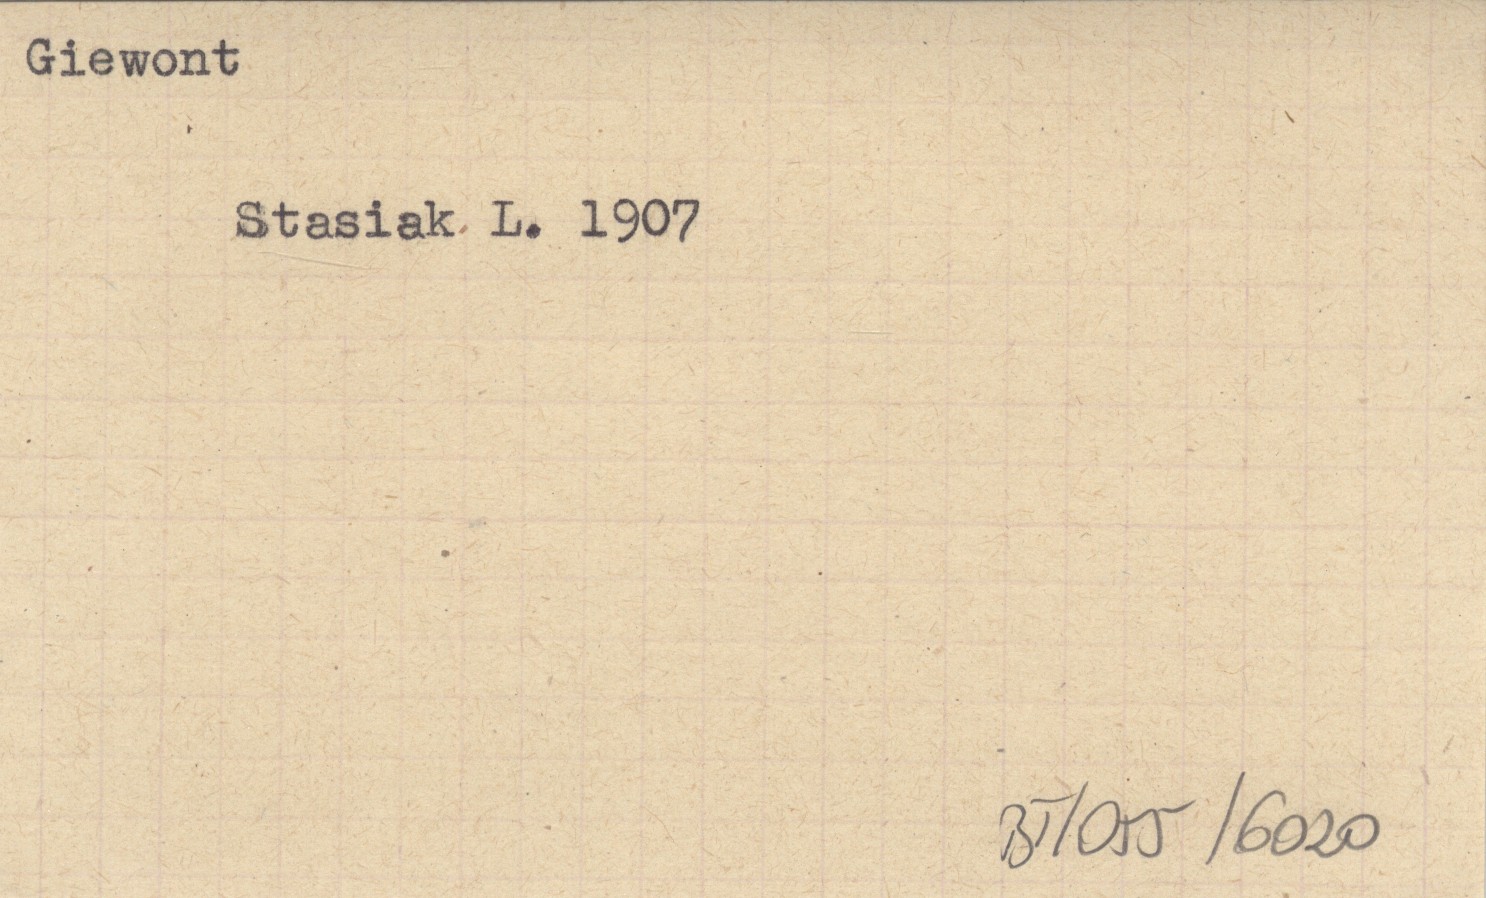 Giewont
Stasiak L. 1907
BT/055/6020